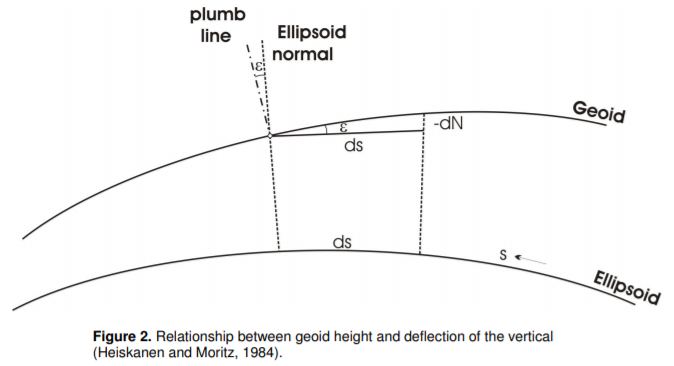 plumb
line
Ellipsoid
normal
ε
Geoid
ε
-dN
ds
ds
s
Ellipsoid
Figure 2. Relationship between geoid height and deflection of the vertical
(Heiskanen and Moritz, 1984).